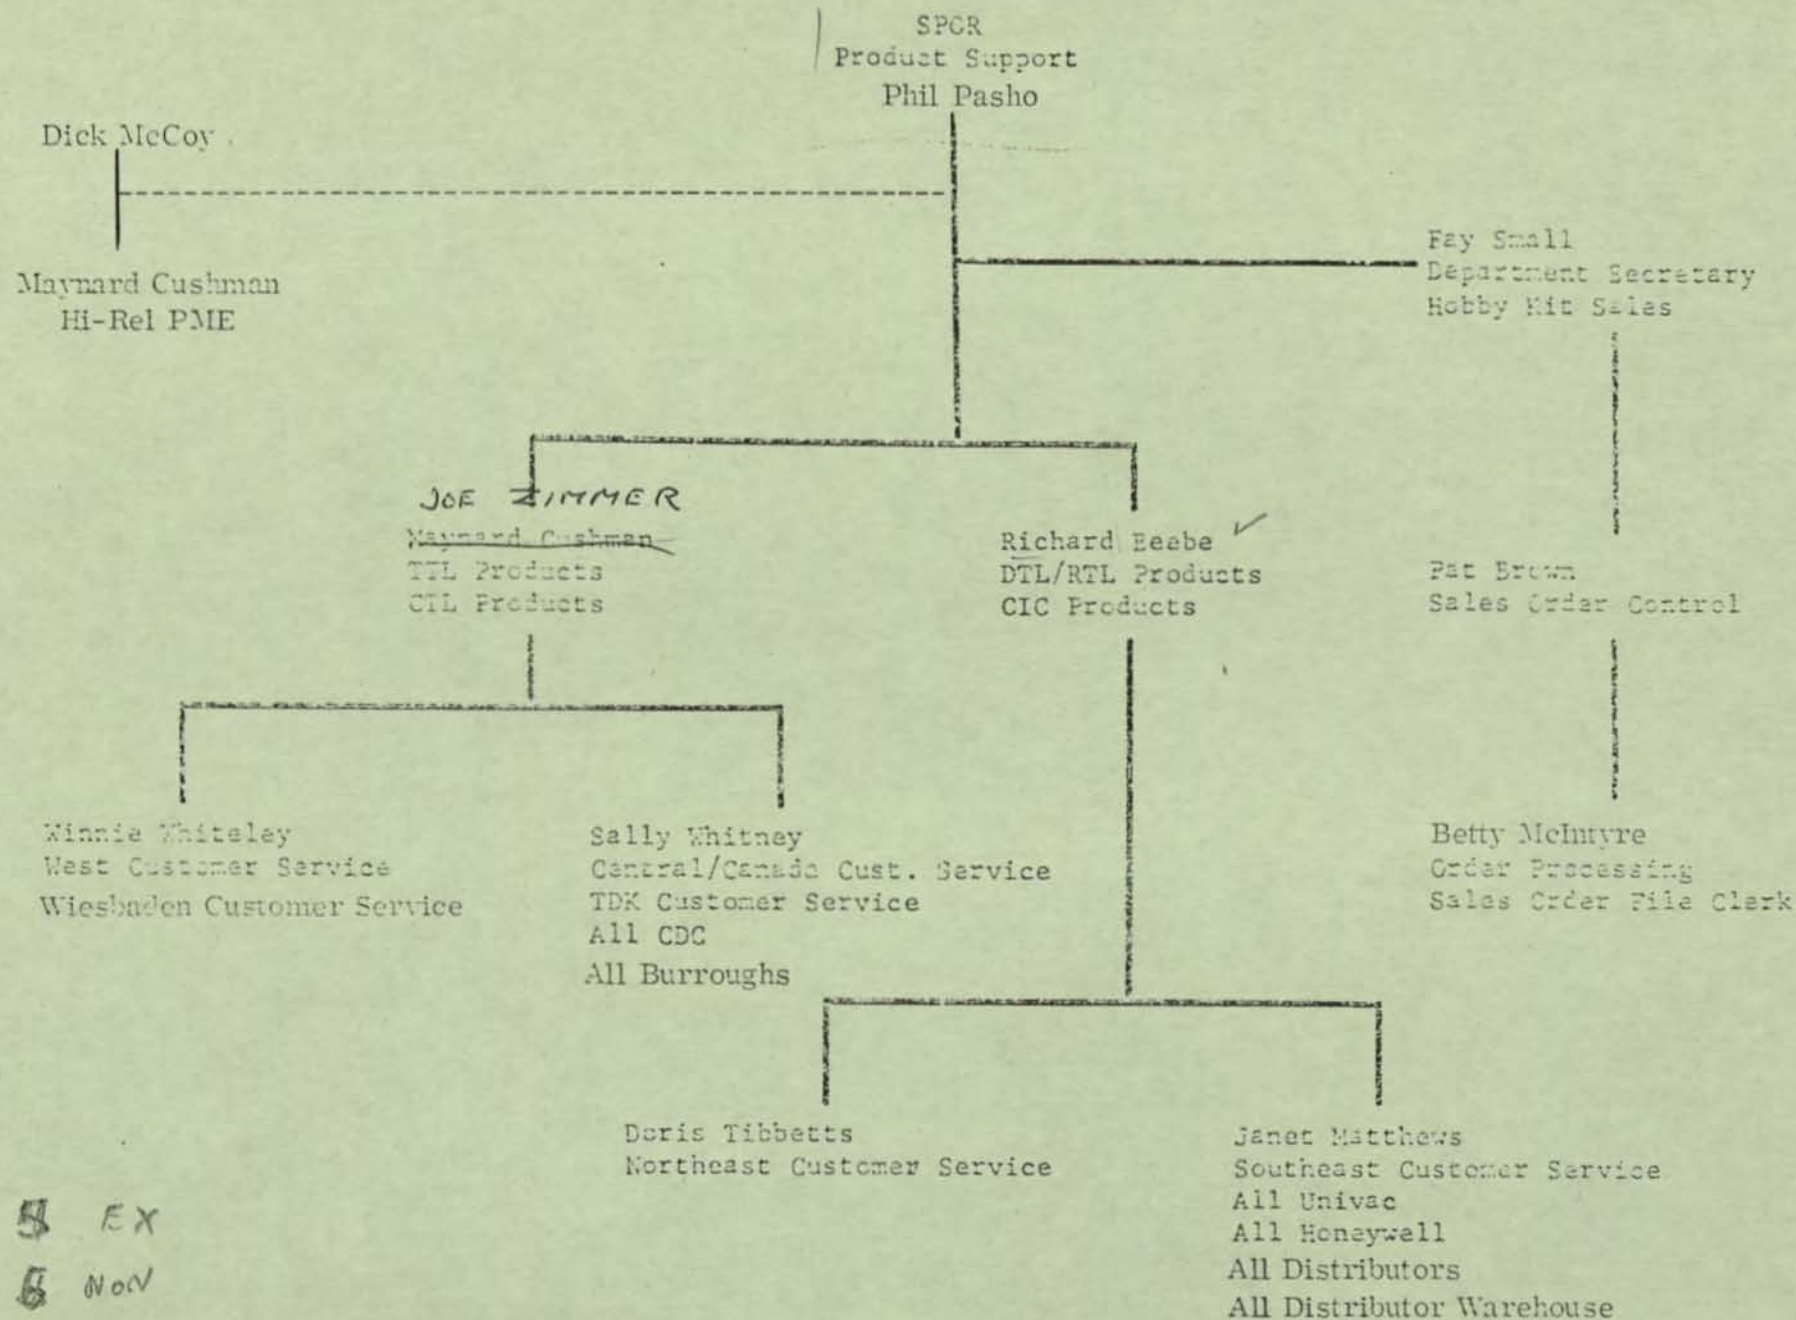 SPGR
Product Support
Phil Pasho
Dick McCoy
Maynard Cushman
Hi-Rel PME
Fay Small
Department Secretary
Hobby Kit Sales
JOE ZIMMER
Maynard Cushman
TTL Products
CTL Products
Richard Beebe
DTL/RTL Products
CIC Products
Pat Brown
Sales Order Control
Winnie Whiteley
West Customer Service
Wiesbaden Customer Service
Sally Whitney
Central/Canada Cust. Service
TDK Customer Service
All CDC
All Burroughs
Betty McIntyre
Order Processing
Sales Order File Clerk
Doris Tibbetts
Northeast Customer Service
Janet Matthews
Southeast Customer Service
All Univac
All Honeywell
All Distributors
All Distributor Warehouse
EX
NON